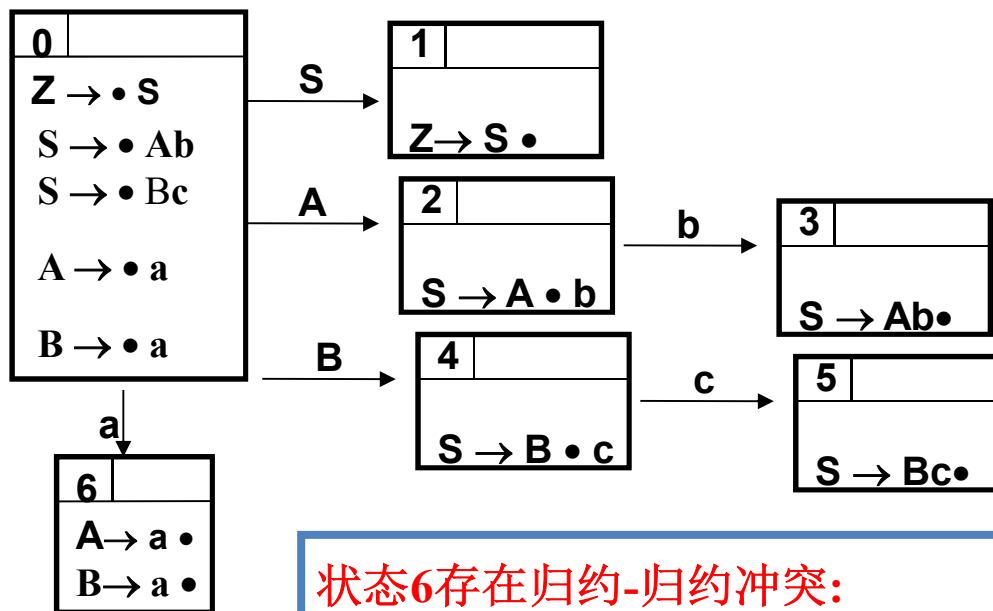 0
Z → • S
S → • Ab
S → • Bc
A → • a
B → • a
S
1
Z→ S •
A
2
S → A • b
b
3
S → Ab•
B
4
S → B • c
c
5
S → Bc•
a
6
A→ a •
B→ a •
状态6存在归约-归约冲突: